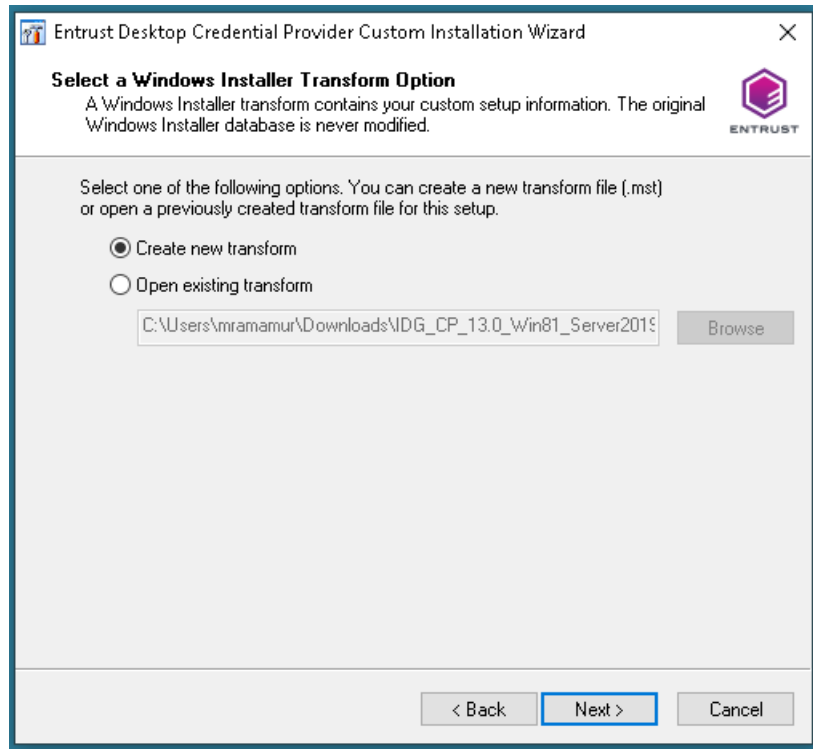 Entrust Desktop Credential Provider Custom Installation Wizard
Select a Windows Installer Transform Option
A Windows Installer transform contains your custom setup information. The original
Windows Installer database is never modified.
ENTRUST
Select one of the following options. You can create a new transform file (.mst)
or open a previously created transform file for this setup.
Create new transform
Open existing transform
C:\Users\mramamur\Downloads\IDG_CP_13.0_Win81_Server2019
Browse
< Back
Next >
Cancel